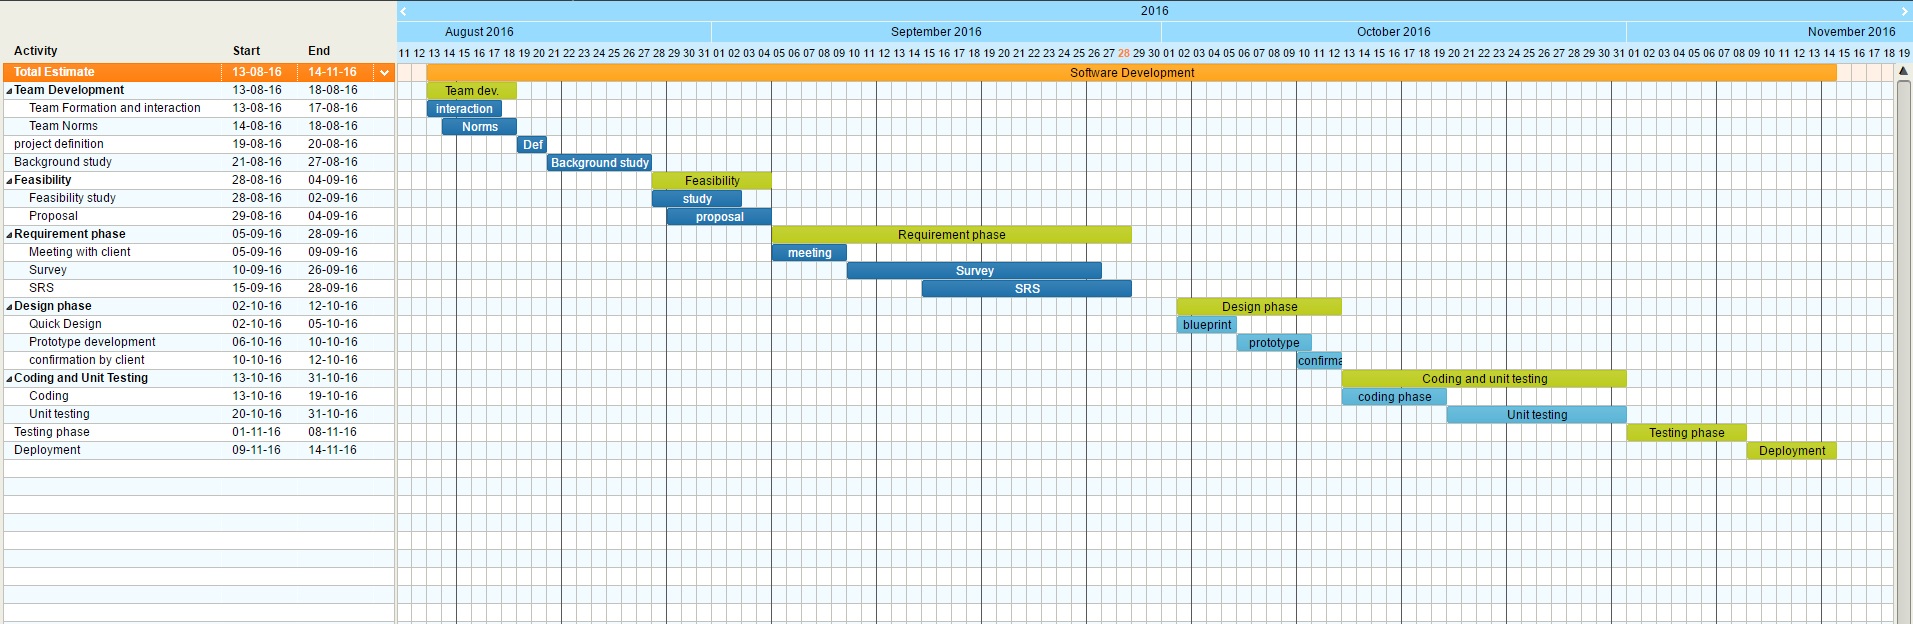 2016
August 2016 September 2016 October 2016 November 2016
Activity Start End 11 12 13 14 15 16 17 18 19 20 21 22 23 24 25 26 27 28 29 30 31 01 02 03 04 05 06 07 08 09 10 11 12 13 14 15 16 17 18 19 20 21 22 23 24 25 26 27 28 29 30 01 02 03 04 05 06 07 08 09 10 11 12 13 14 15 16 17 18 19 20 21 22 23 24 25 26 27 28 29 30 31 01 02 03 04 05 06 07 08 09 10 11 12 13 14 15 16 17 18 19
Total Estimate 13-08-16 14-11-16 Software Development
Team Development 13-08-16 18-08-16 Team dev.
Team Formation and interaction 13-08-16 17-08-16 interaction
Team Norms 14-08-16 18-08-16 Norms
project definition 19-08-16 20-08-16 Def
Background study 21-08-16 27-08-16 Background study
Feasibility 28-08-16 04-09-16 Feasibility
Feasibility study 28-08-16 02-09-16 study
Proposal 29-08-16 04-09-16 proposal
Requirement phase 05-09-16 28-09-16 Requirement phase
Meeting with client 05-09-16 09-09-16 meeting
Survey 10-09-16 26-09-16 Survey
SRS 15-09-16 28-09-16 SRS
Design phase 02-10-16 12-10-16 Design phase
Quick Design 02-10-16 05-10-16 blueprint
Prototype development 06-10-16 10-10-16 prototype
confirmation by client 10-10-16 12-10-16 confirma
Coding and Unit Testing 13-10-16 31-10-16 Coding and unit testing
Coding 13-10-16 19-10-16 coding phase
Unit testing 20-10-16 31-10-16 Unit testing
Testing phase 01-11-16 08-11-16 Testing phase
Deployment 09-11-16 14-11-16 Deployment